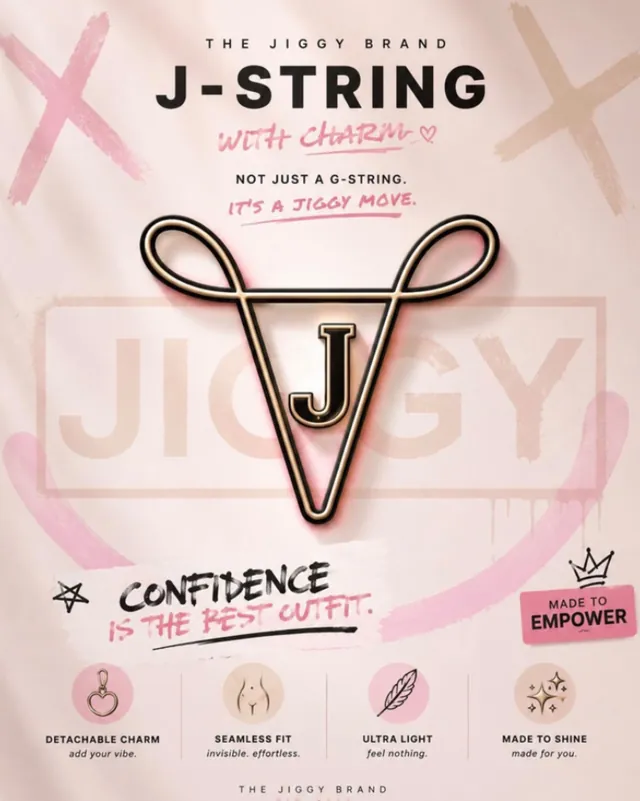 THE JIGGY BRAND
J-STRING
WITH CHARM
NOT JUST A G-STRING.
IT'S A JIGGY MOVE.
J
JIGGY
CONFIDENCE
IS THE BEST OUTFIT.
MADE TO
EMPOWER
DETACHABLE CHARM
add your vibe.
SEAMLESS FIT
invisible. effortless.
ULTRA LIGHT
feel nothing.
MADE TO SHINE
made for you.
THE JIGGY BRAND